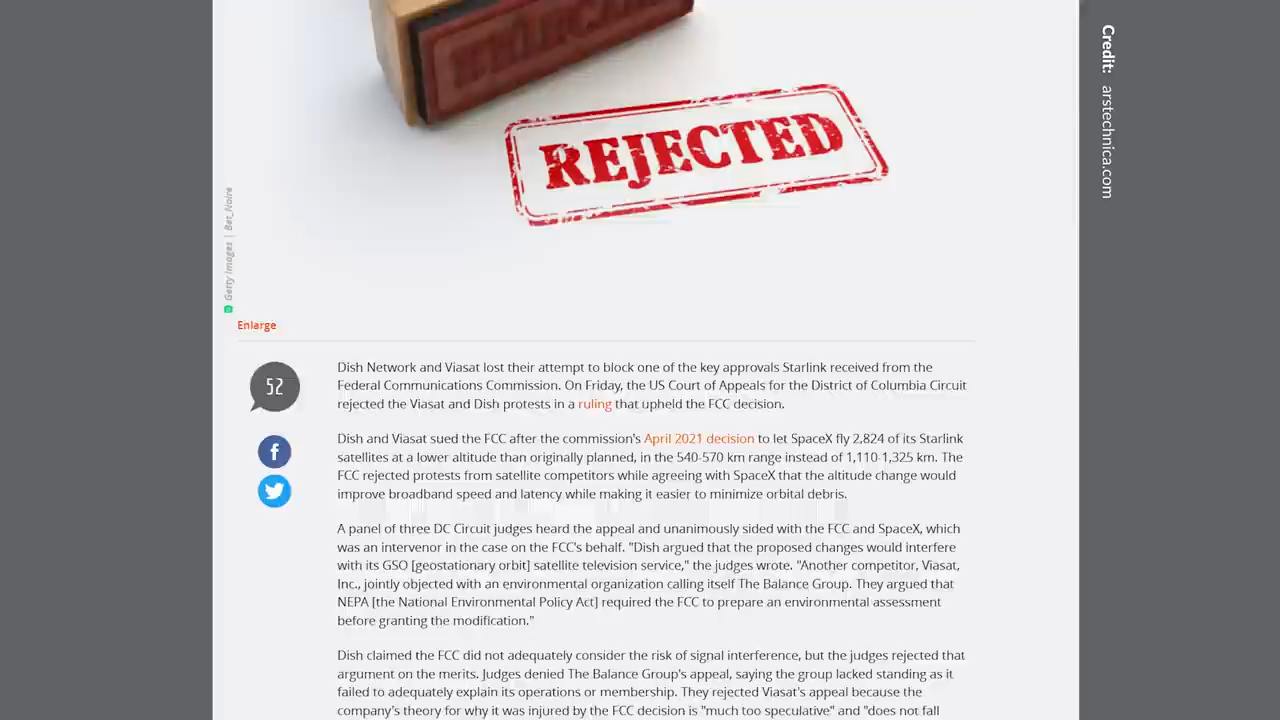 REJECTED
Credit: arstechnica.com
Getty Images | Bet_Noire
Enlarge
52
Dish Network and Viasat lost their attempt to block one of the key approvals Starlink received from the
Federal Communications Commission. On Friday, the US Court of Appeals for the District of Columbia Circuit
rejected the Viasat and Dish protests in a ruling that upheld the FCC decision.
Dish and Viasat sued the FCC after the commission's April 2021 decision to let SpaceX fly 2,824 of its Starlink
satellites at a lower altitude than originally planned, in the 540-570 km range instead of 1,110-1,325 km. The
FCC rejected protests from satellite competitors while agreeing with SpaceX that the altitude change would
improve broadband speed and latency while making it easier to minimize orbital debris.
A panel of three DC Circuit judges heard the appeal and unanimously sided with the FCC and SpaceX, which
was an intervenor in the case on the FCC's behalf. "Dish argued that the proposed changes would interfere
with its GSO [geostationary orbit] satellite television service," the judges wrote. "Another competitor, Viasat,
Inc., jointly objected with an environmental organization calling itself The Balance Group. They argued that
NEPA [the National Environmental Policy Act] required the FCC to prepare an environmental assessment
before granting the modification."
Dish claimed the FCC did not adequately consider the risk of signal interference, but the judges rejected that
argument on the merits. Judges denied The Balance Group's appeal, saying the group lacked standing as it
failed to adequately explain its operations or membership. They rejected Viasat's appeal because the
company's theory for why it was injured by the FCC decision is "much too speculative" and "does not fall